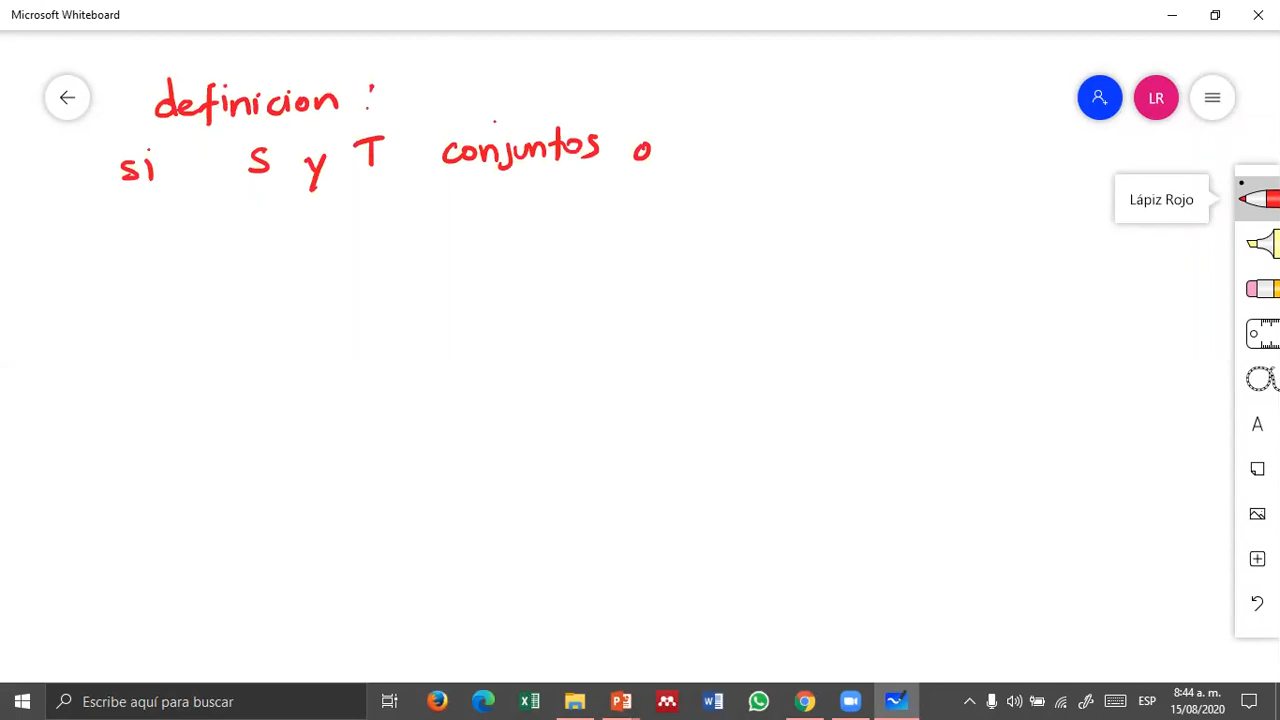 Microsoft Whiteboard
definicion :
LR
si S y T conjuntos o
Lápiz Rojo
A
Escribe aquí para buscar
ESP
8:44 a. m.
15/08/2020